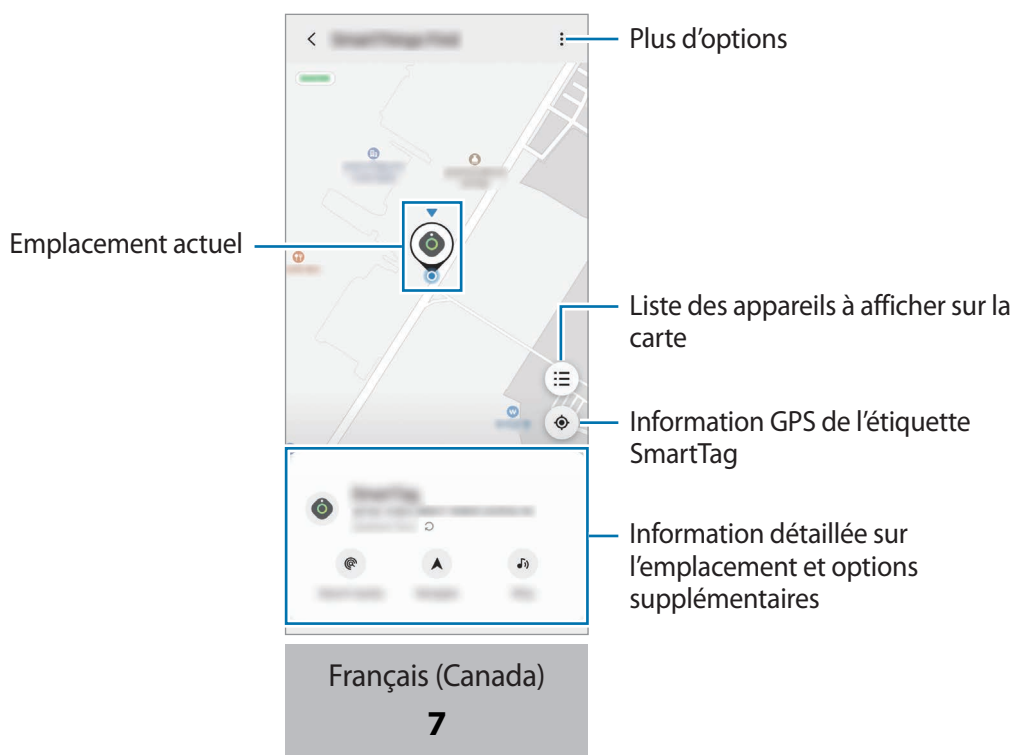 Plus d'options
Emplacement actuel
Liste des appareils à afficher sur la
carte
Information GPS de l'étiquette
SmartTag
Information détaillée sur
l'emplacement et options
supplémentaires
Français (Canada)
7